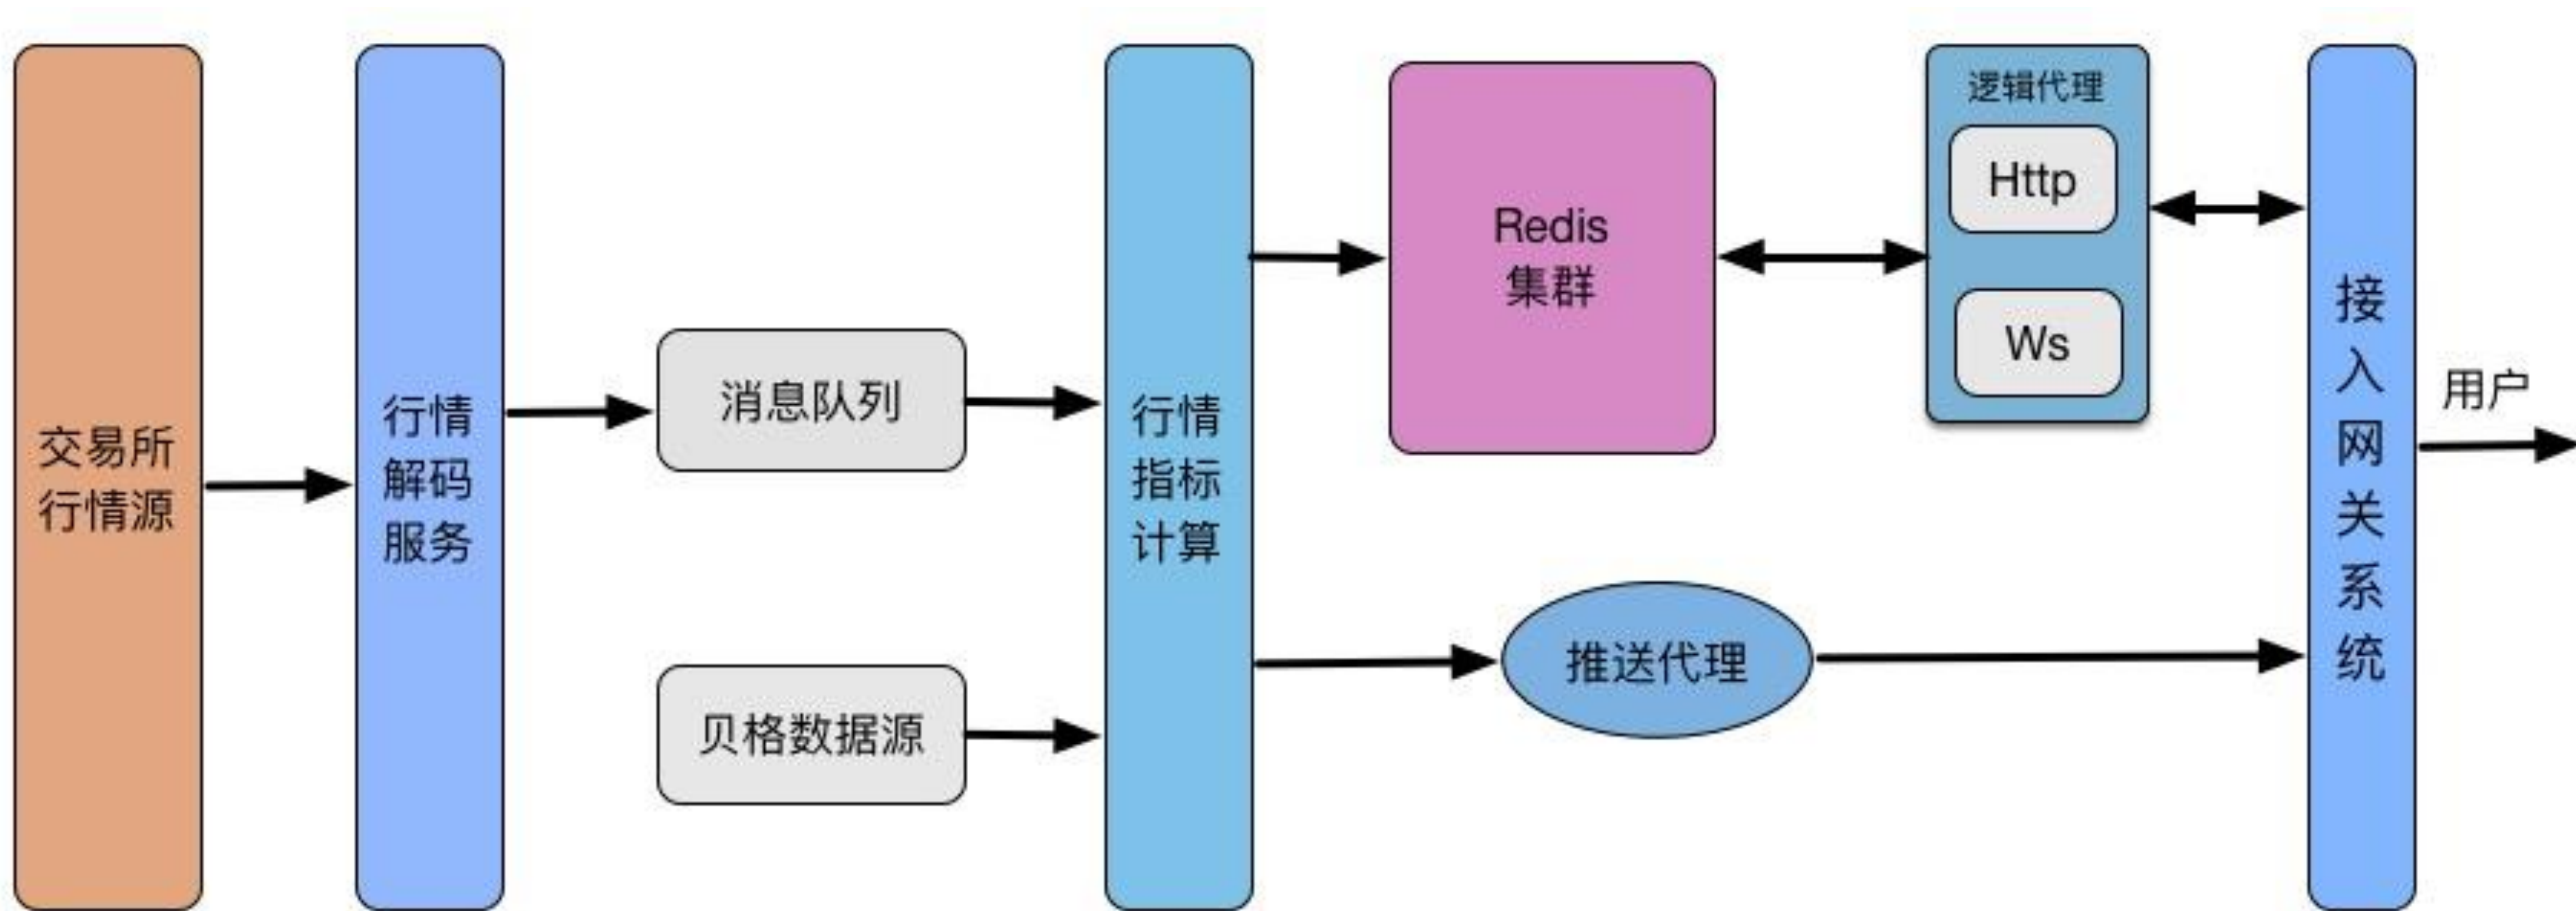 交易所
行情源
行情
解码
服务
消息队列
贝格数据源
行情
指标
计算
Redis
集群
推送代理
逻辑代理
Http
Ws
接
入
网
关
系
统
用户